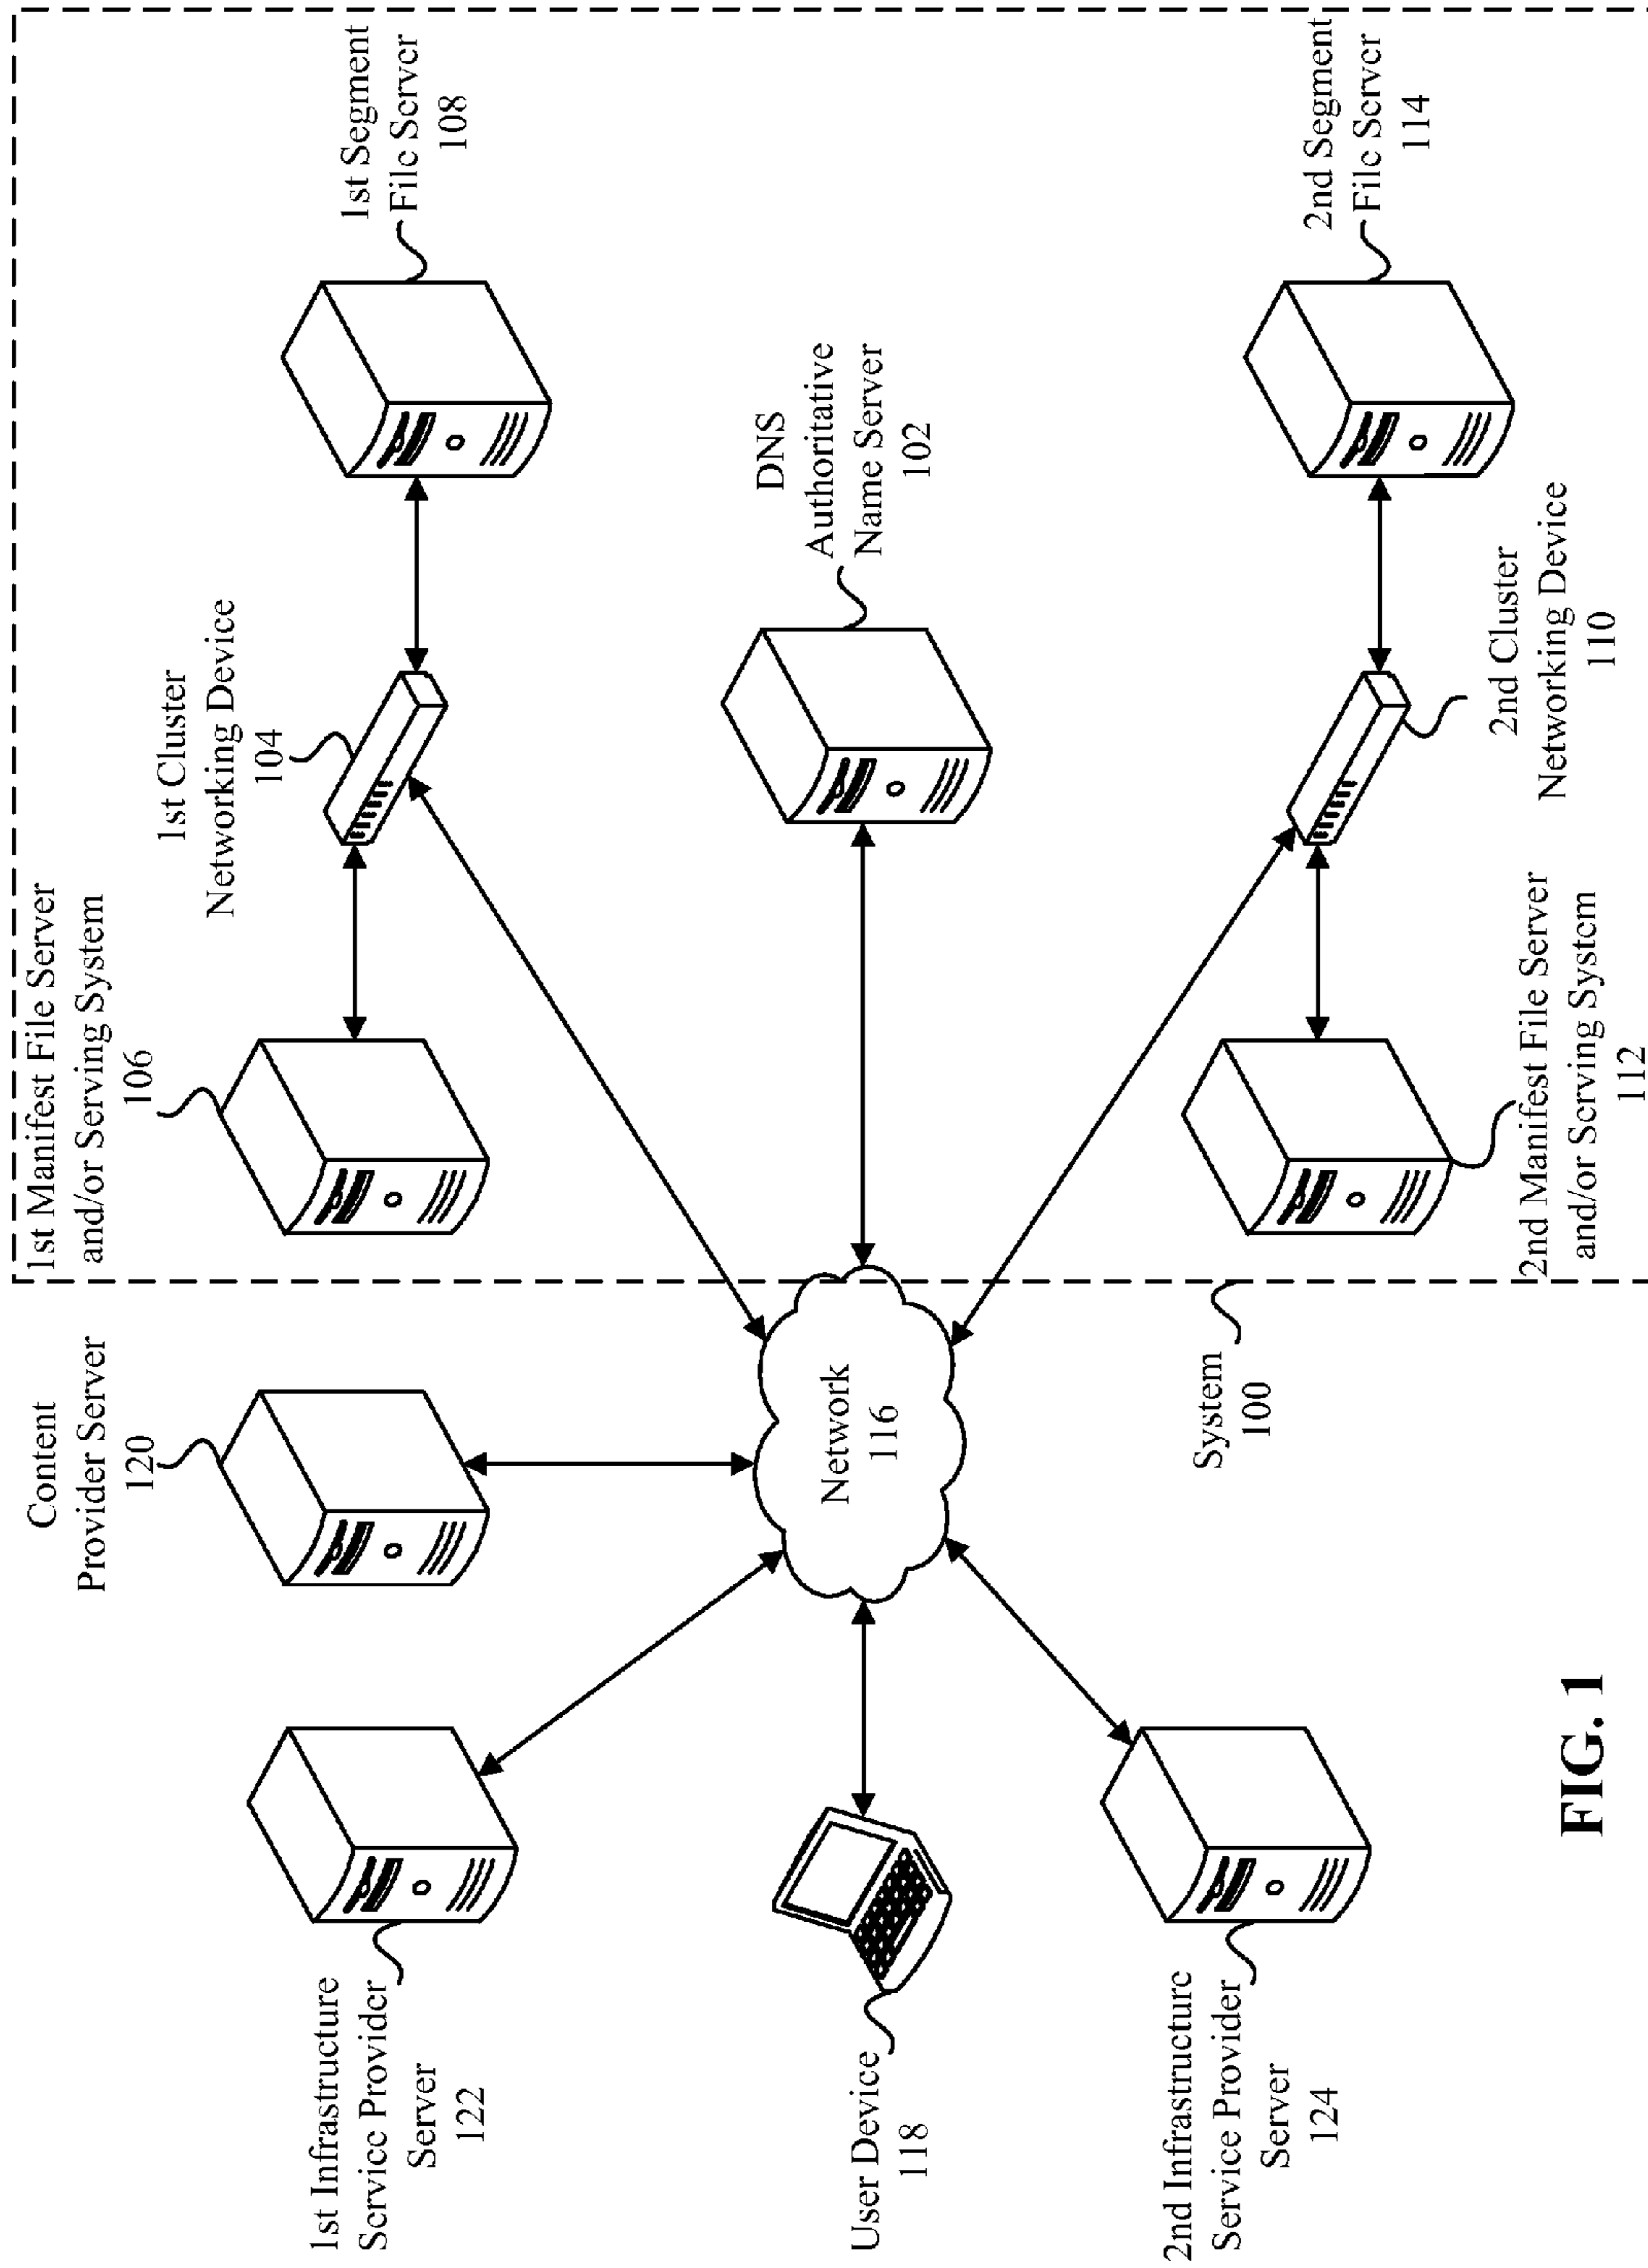 1st Manifest File Server
and/or Serving System
106
1st Cluster
Networking Device
104
1st Segment
File Server
108
Content
Provider Server
120
1st Infrastructure
Service Provider
Server
122
DNS
Authoritative
Name Server
102
Network
116
User Device
118
System
100
2nd Segment
File Server
114
2nd Cluster
Networking Device
110
2nd Manifest File Server
and/or Serving System
112
2nd Infrastructure
Service Provider
Server
124
FIG. 1